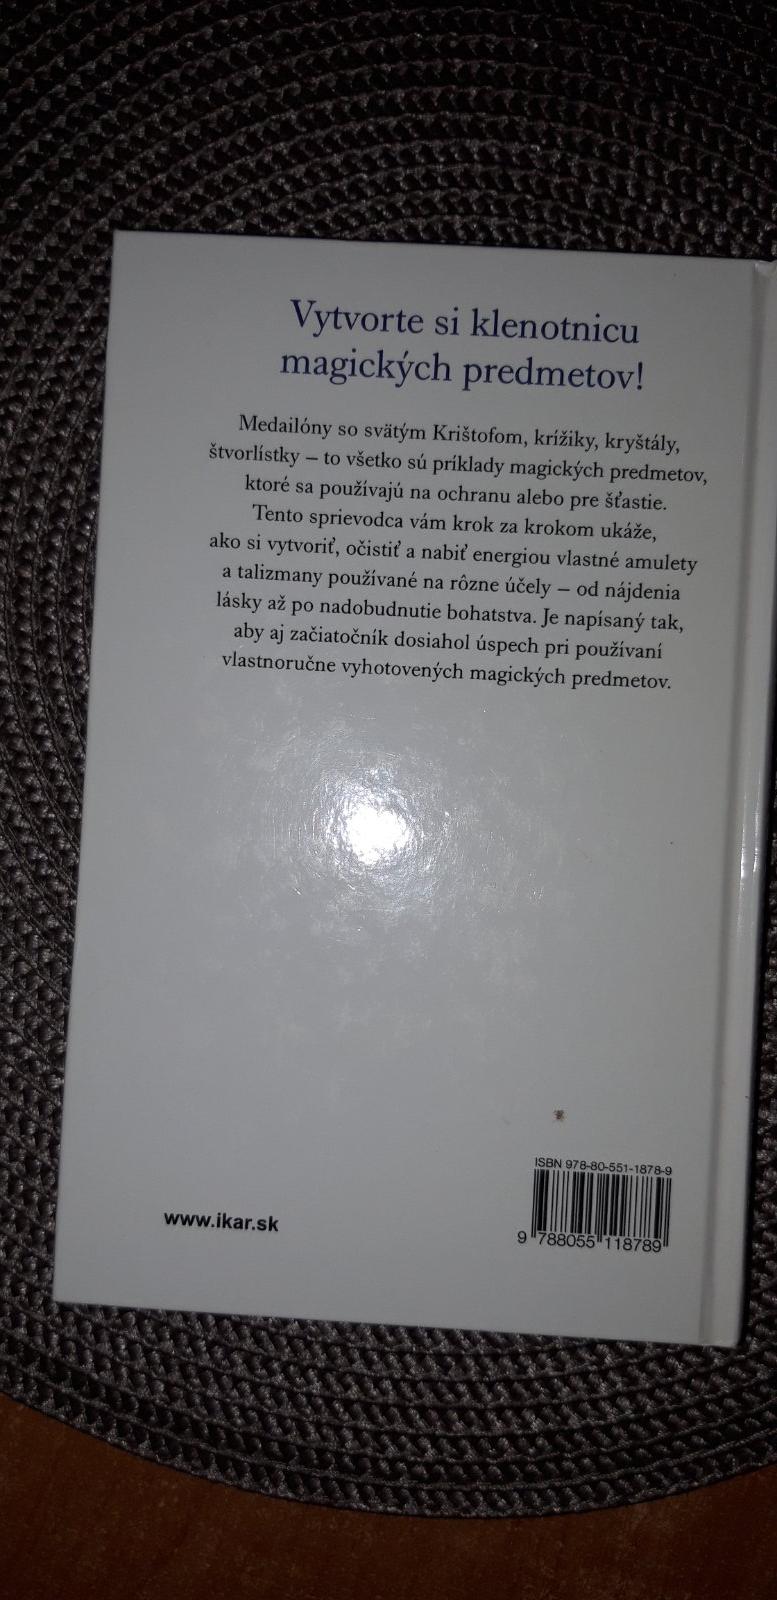 Vytvorte si klenotnicu
magických predmetov!
Medailóny so svätým Krištofom, krížiky, kryštály,
štvorlístky – to všetko sú príklady magických predmetov,
ktoré sa používajú na ochranu alebo pre šťastie.
Tento sprievodca vám krok za krokom ukáže,
ako si vytvoriť, očistiť a nabiť energiou vlastné amulety
a talizmany používané na rôzne účely – od nájdenia
lásky až po nadobudnutie bohatstva. Je napísaný tak,
aby aj začiatočník dosiahol úspech pri používaní
vlastnoručne vyhotovených magických predmetov.
ISBN 978-80-551-1878-9
www.ikar.sk
9 788055 118789